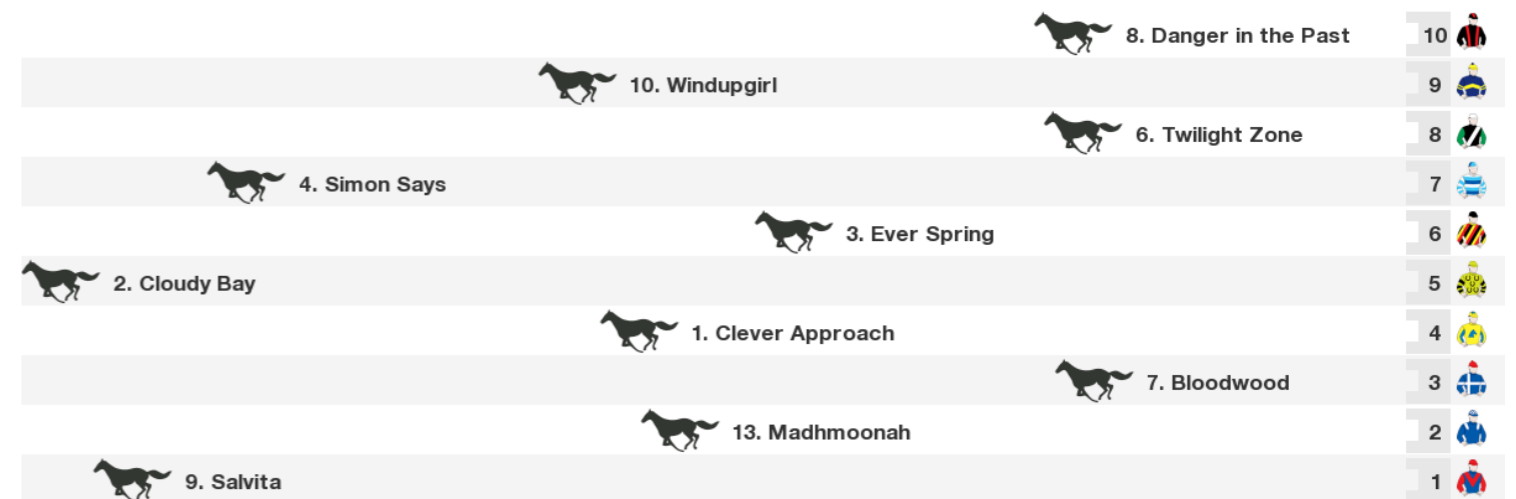 8. Danger in the Past 10
10. Windupgirl 9
6. Twilight Zone 8
4. Simon Says 7
3. Ever Spring 6
2. Cloudy Bay 5
1. Clever Approach 4
7. Bloodwood 3
13. Madhmoonah 2
9. Salvita 1